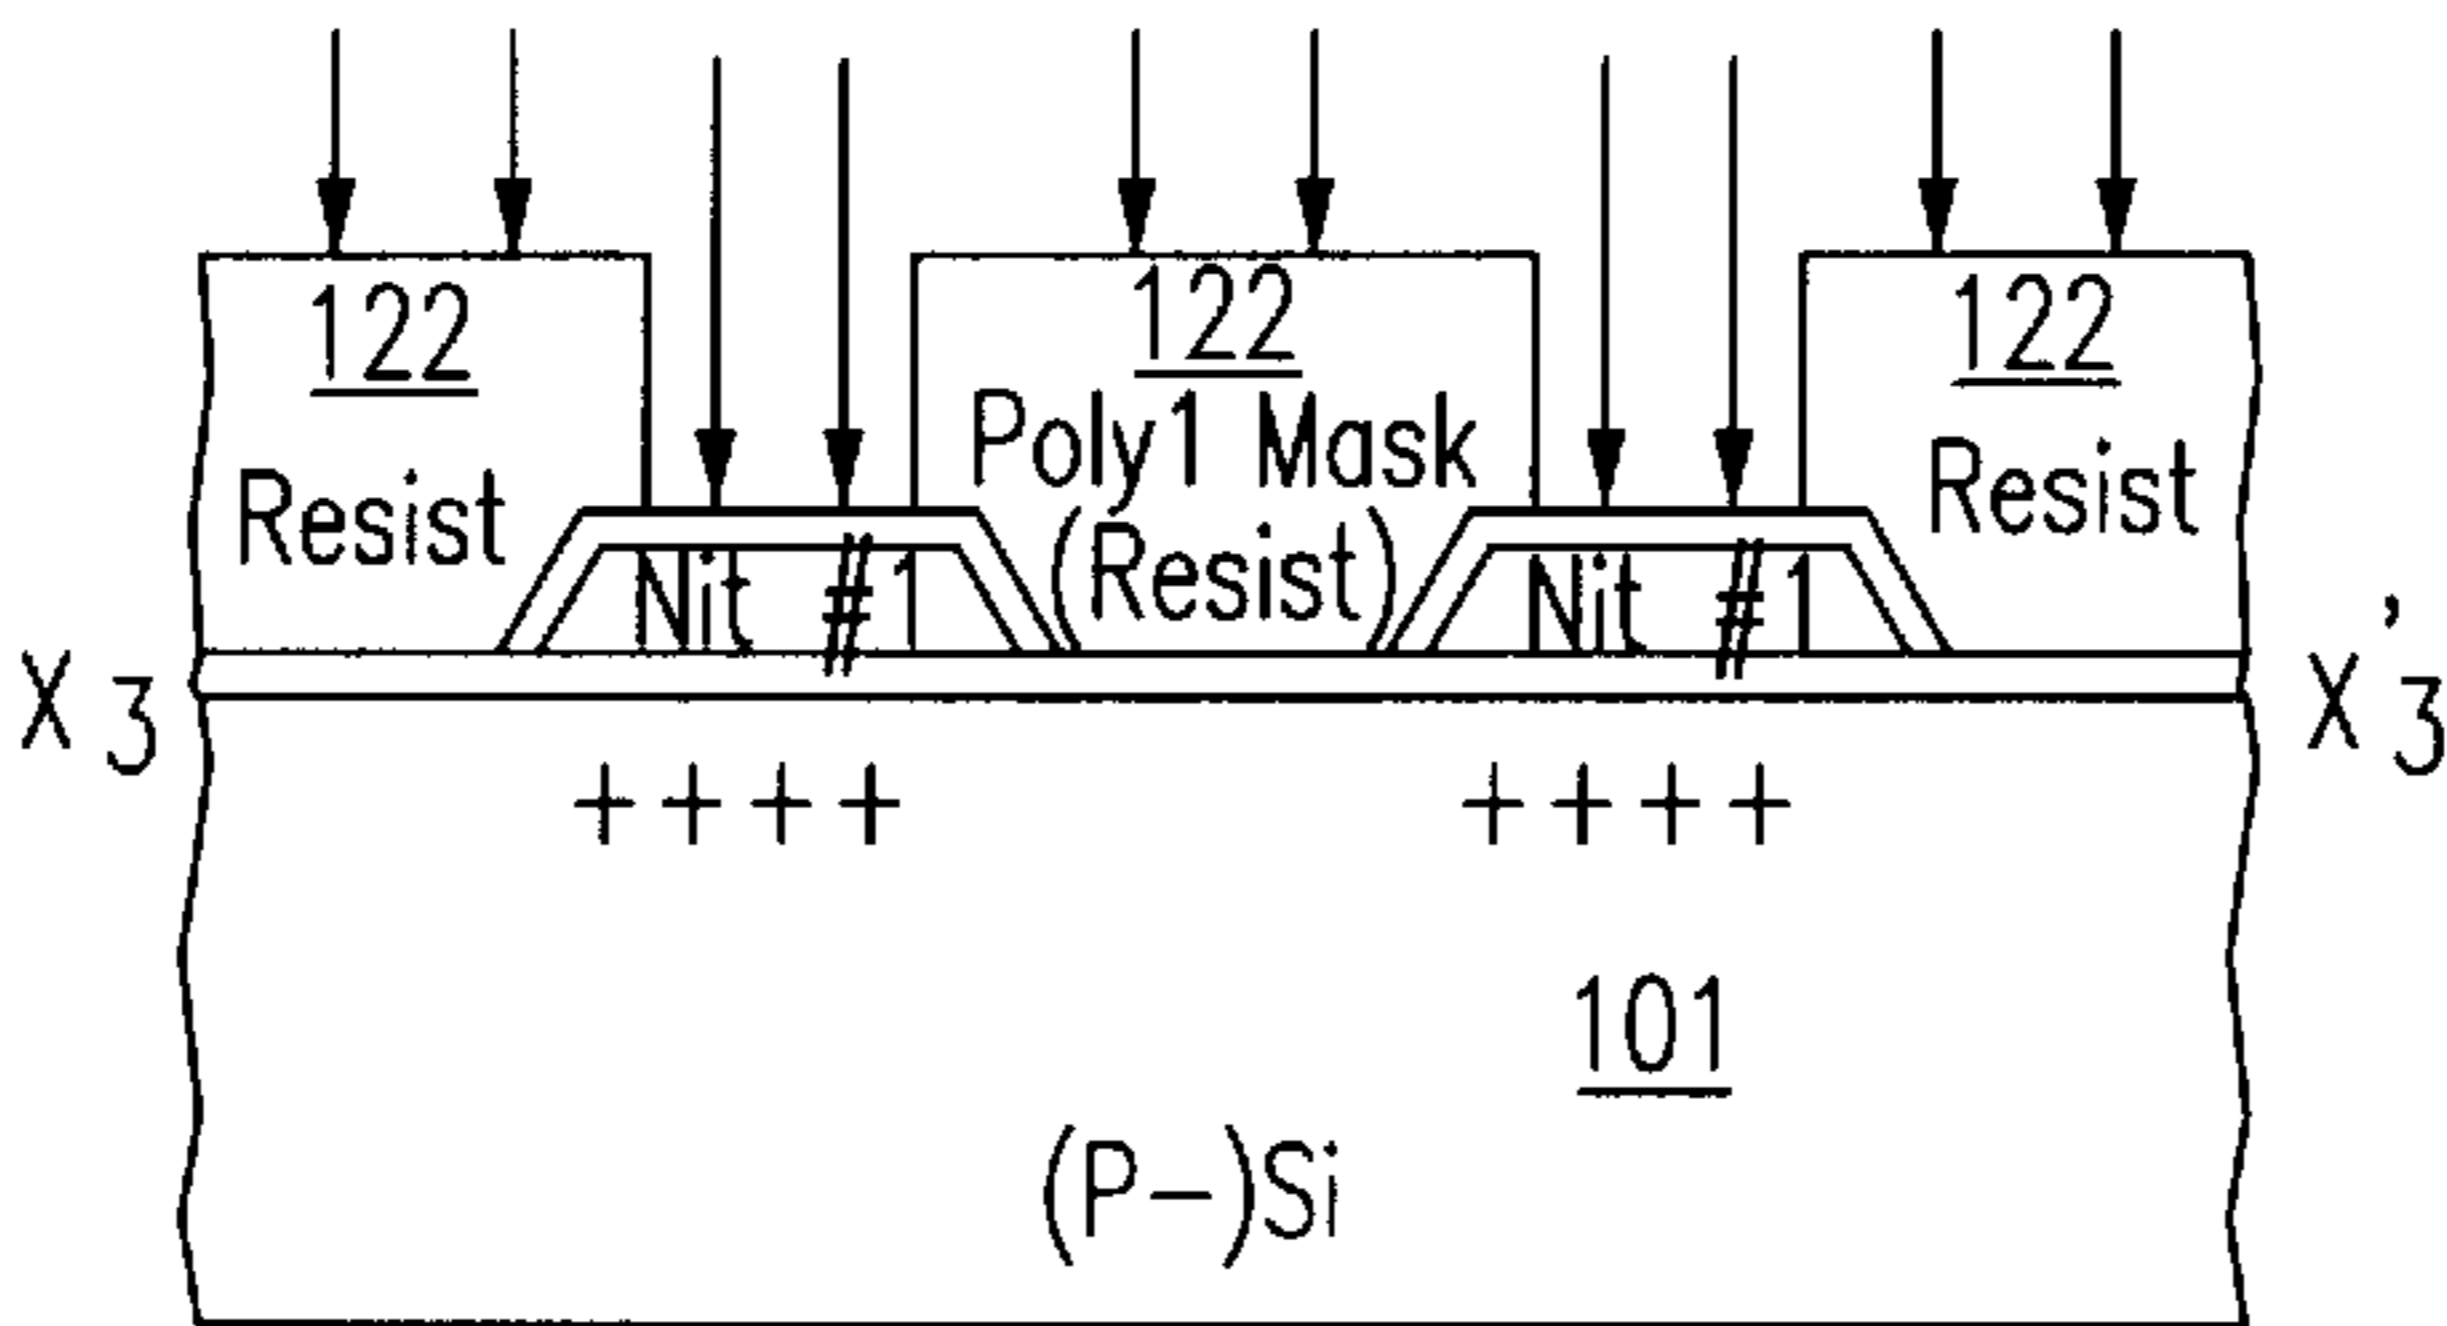 122
Resist
122
Poly1 Mask
(Resist)
122
Resist
Nit #1
Nit #1
X3
X'3
++++
++++
101
(P-)Si